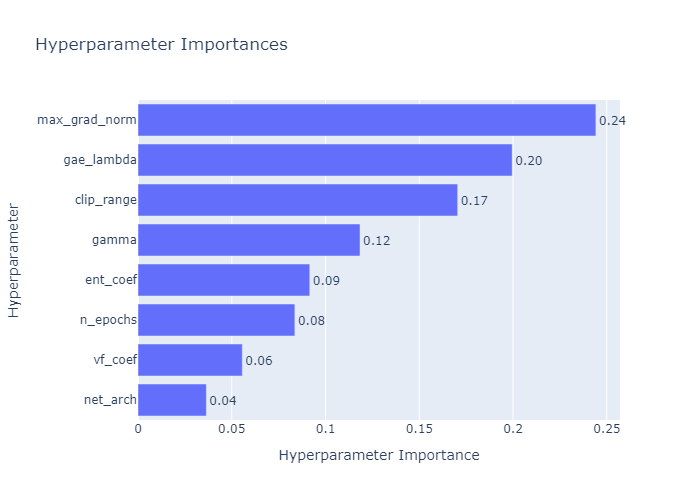 Hyperparameter Importances
Hyperparameter
max_grad_norm 0.24
gae_lambda 0.20
clip_range 0.17
gamma 0.12
ent_coef 0.09
n_epochs 0.08
vf_coef 0.06
net_arch 0.04
0 0.05 0.1 0.15 0.2 0.25
Hyperparameter Importance